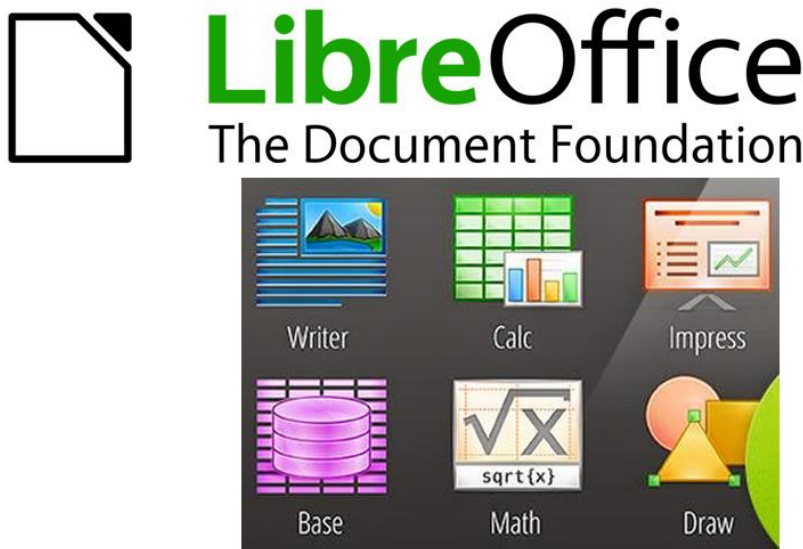 LibreOffice
The Document Foundation
Writer
Calc
Impress
√x
sqrt{x}
Base
Math
Draw